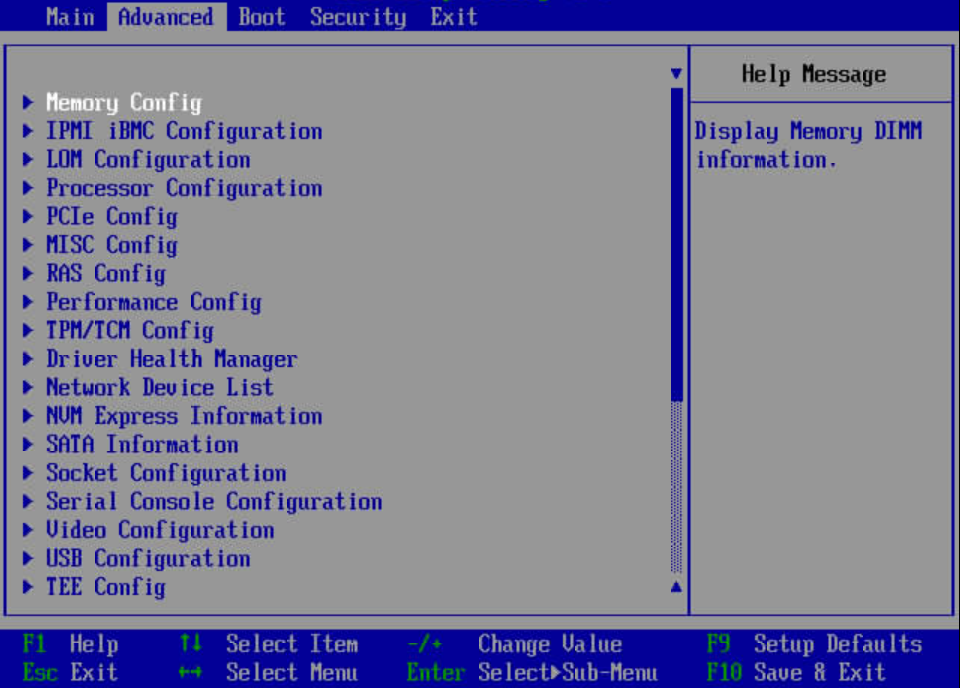 Main Advanced Boot Security Exit
Help Message
Memory Config
IPMI iBMC Configuration
LOM Configuration
Processor Configuration
PCIe Config
MISC Config
RAS Config
Performance Config
TPM/TCM Config
Driver Health Manager
Network Device List
NVM Express Information
SATA Information
Socket Configuration
Serial Console Configuration
Video Configuration
USB Configuration
TEE Config
Display Memory DIMM
information.
F1 Help ↑↓ Select Item -/+ Change Value F9 Setup Defaults
Esc Exit ←→ Select Menu Enter Select▶Sub-Menu F10 Save & Exit